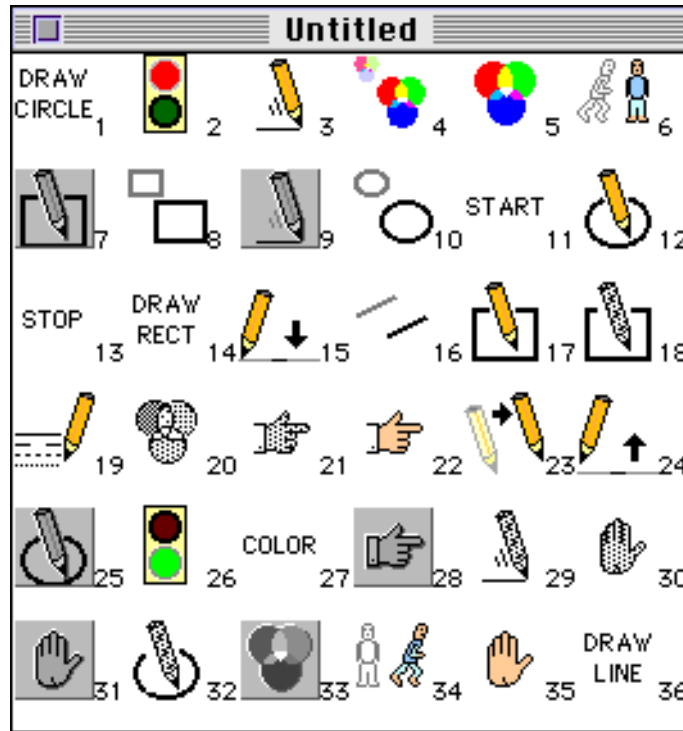 Untitled
DRAW
CIRCLE 1 2 3 4 5 6
7 8 9 10 START 11 12
STOP 13 DRAW
RECT 14 15 16 17 18
19 20 21 22 23 24
25 26 COLOR 27 28 29 30
31 32 33 34 35 DRAW
LINE 36